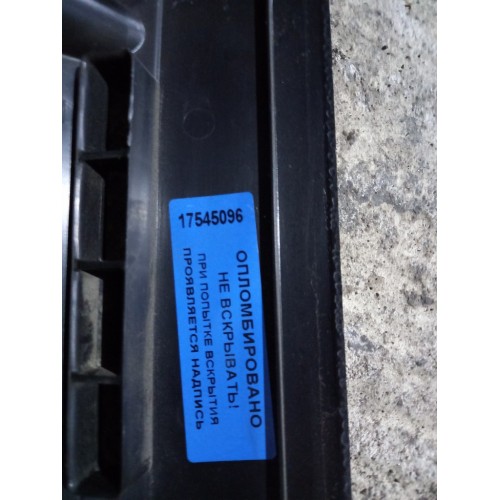 17545096
ОПЛОМБИРОВАНО
НЕ ВСКРЫВАТЬ!
ПРИ ПОПЫТКЕ ВСКРЫТИЯ
ПРОЯВЛЯЕТСЯ НАДПИСЬ